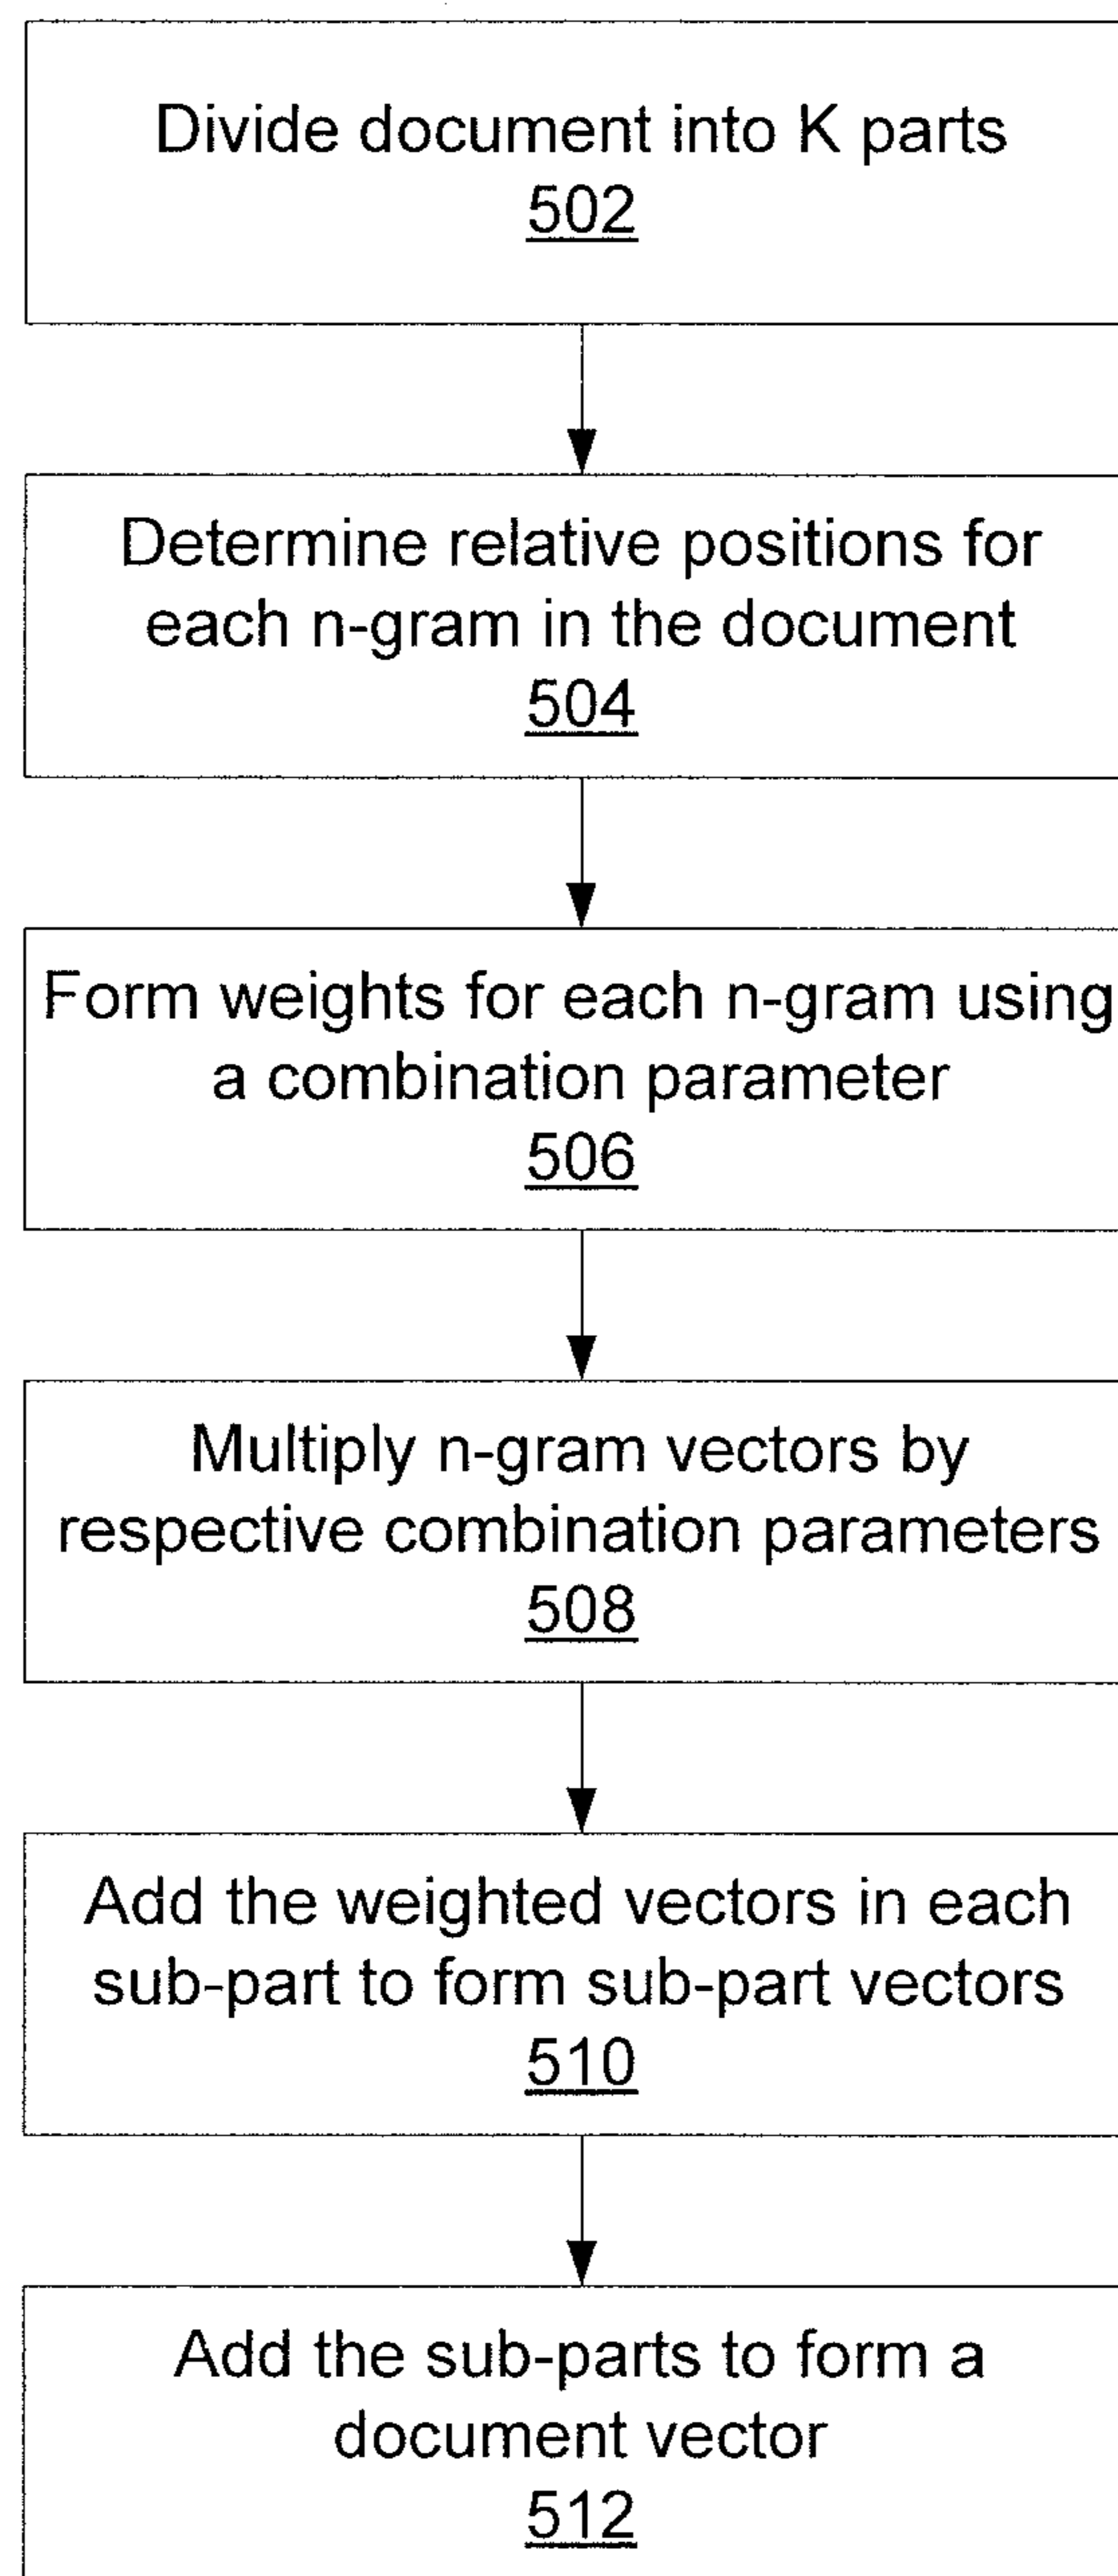 Divide document into K parts
502
Determine relative positions for
each n-gram in the document
504
Form weights for each n-gram using
a combination parameter
506
Multiply n-gram vectors by
respective combination parameters
508
Add the weighted vectors in each
sub-part to form sub-part vectors
510
Add the sub-parts to form a
document vector
512